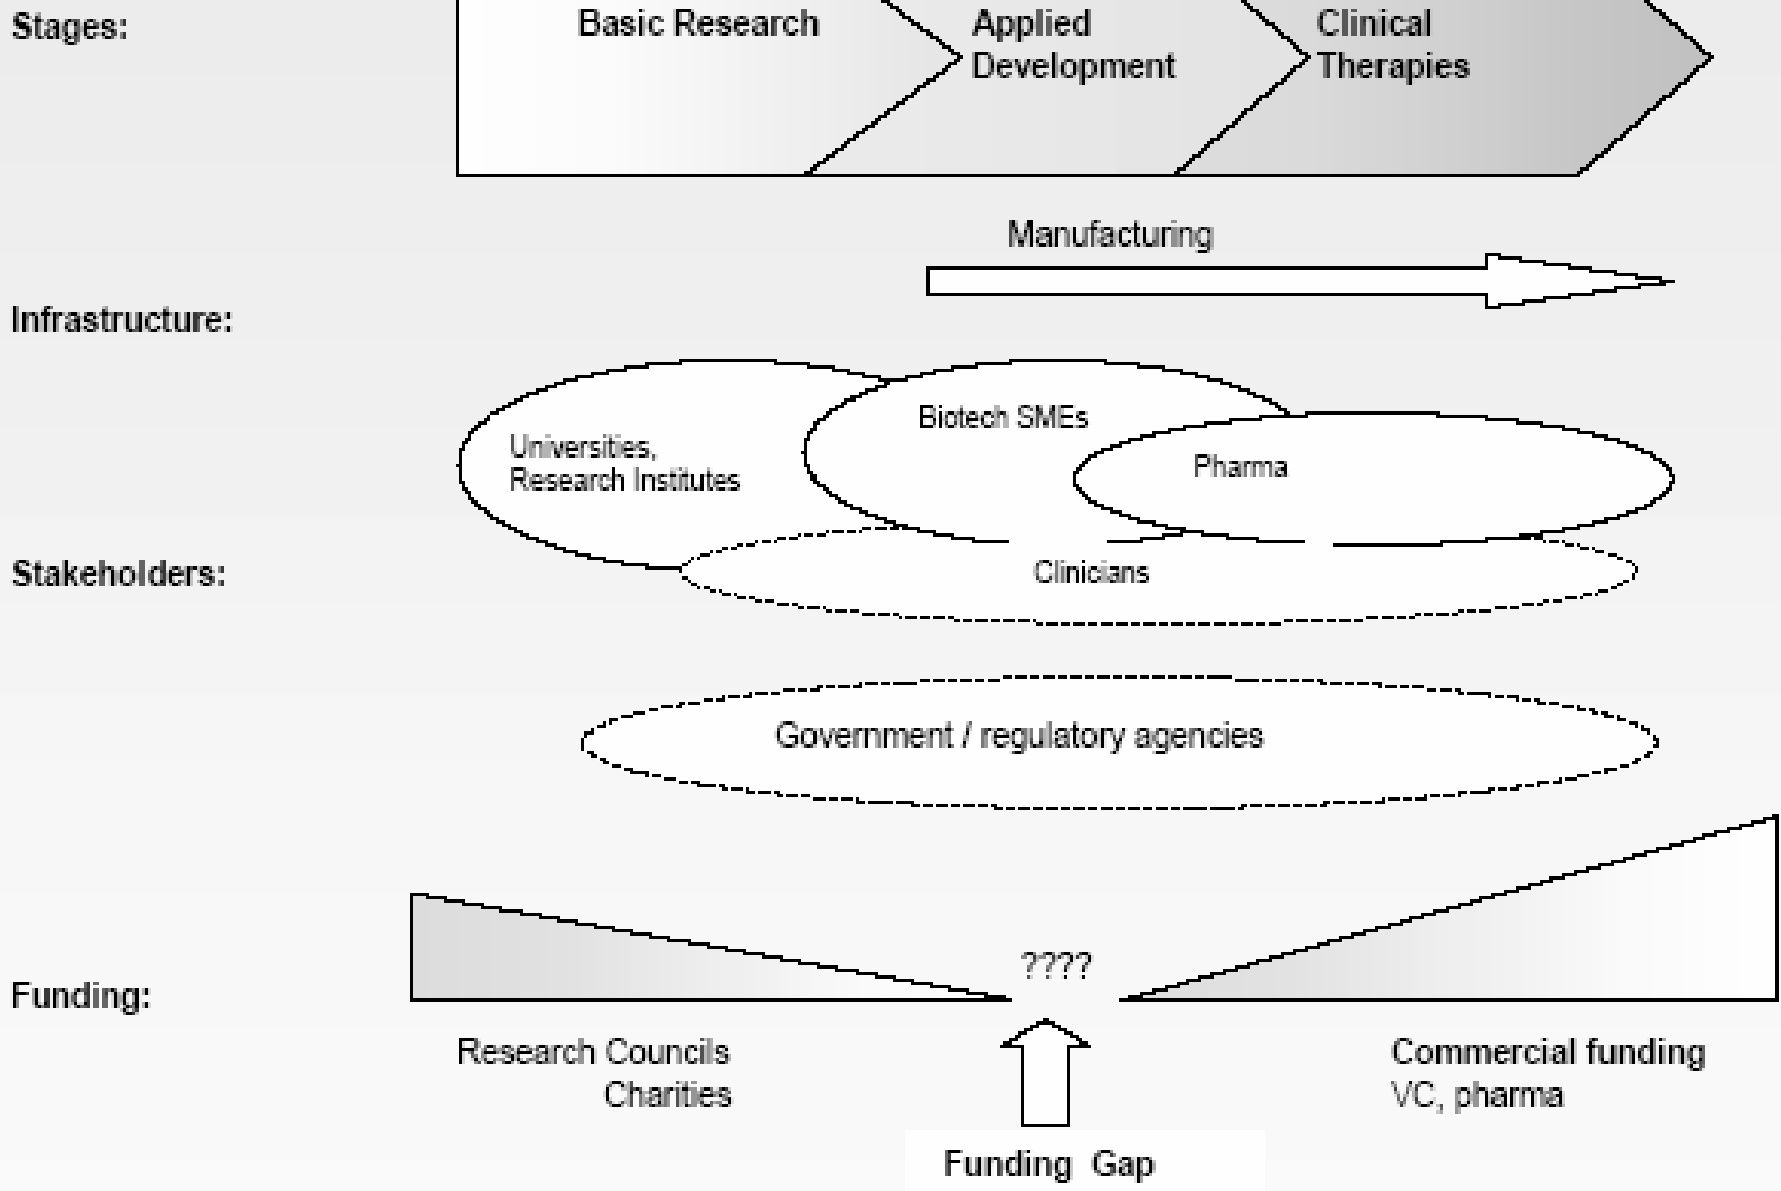 Stages:
Basic Research
Applied
Development
Clinical
Therapies
Manufacturing
Infrastructure:
Universities,
Research Institutes
Biotech SMEs
Pharma
Stakeholders:
Clinicians
Government / regulatory agencies
????
Funding:
Research Councils
Charities
Commercial funding
VC, pharma
Funding Gap